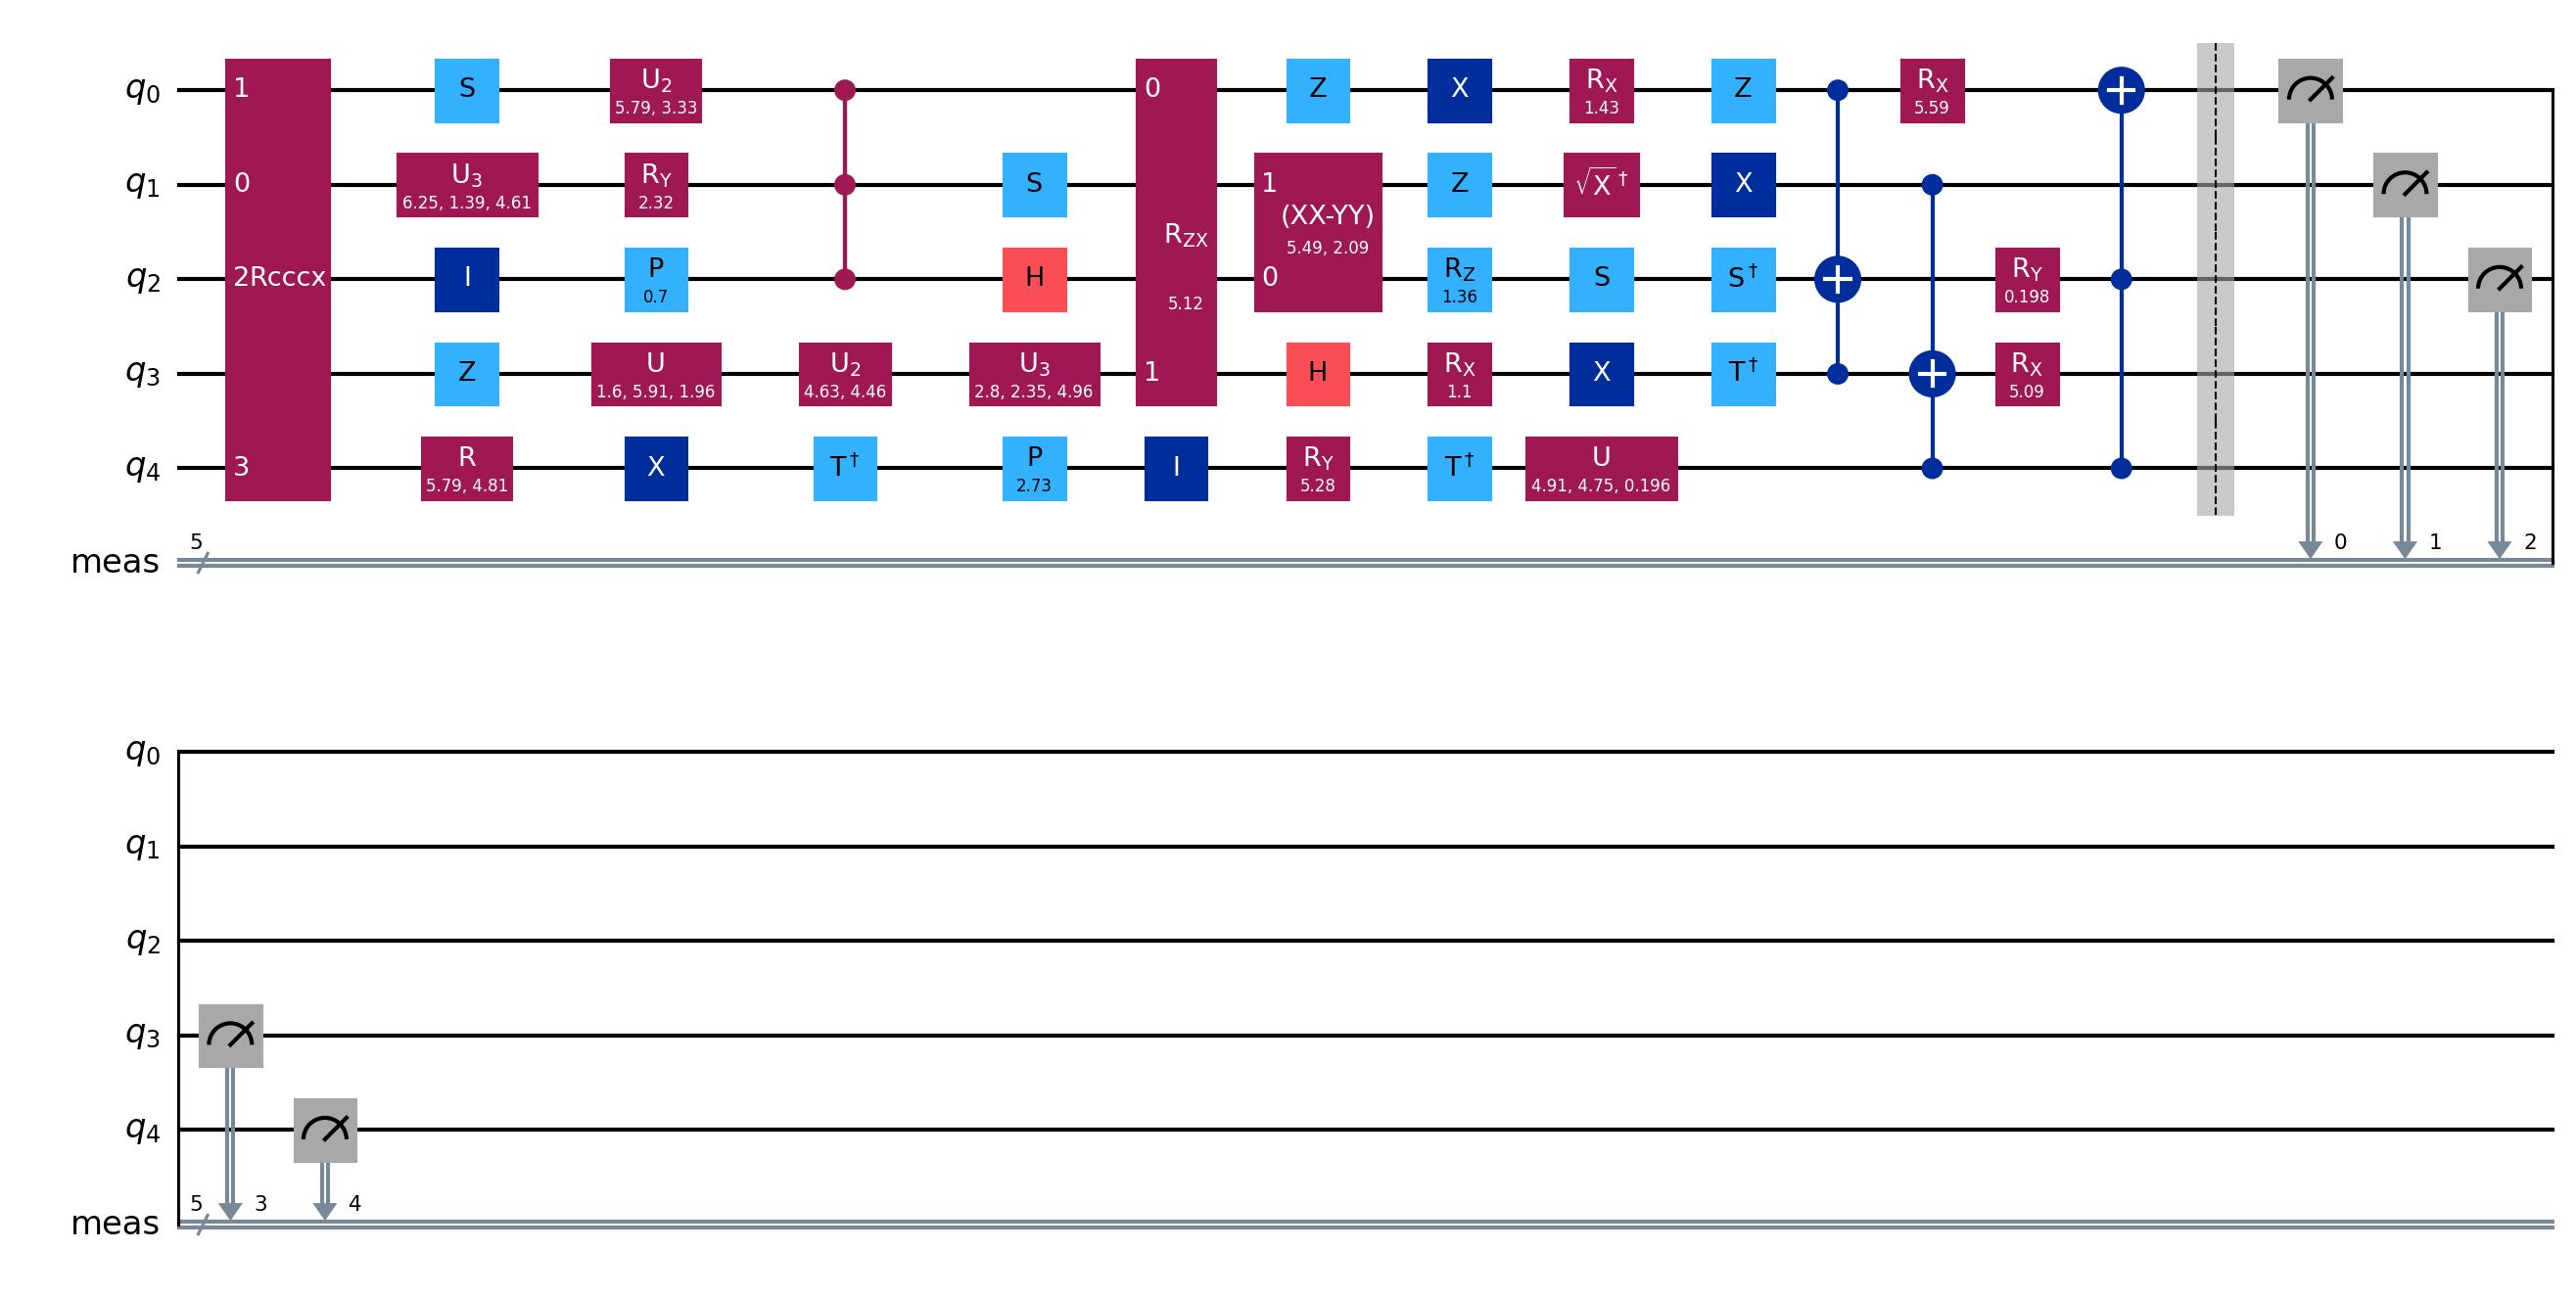 q0 1 S U2 5.79, 3.33 0 Z X RX 1.43 Z RX 5.59
q1 0 U3 6.25, 1.39, 4.61 RY 2.32 S RZX 5.12 1 (XX-YY) 5.49, 2.09 Z √X† X
q2 2Rcccx I P 0.7 H 0 RZ 1.36 S S† RY 0.198
q3 Z U 1.6, 5.91, 1.96 U2 4.63, 4.46 U3 2.8, 2.35, 4.96 1 H RX 1.1 X T† RX 5.09
q4 3 R 5.79, 4.81 X T† P 2.73 I RY 5.28 T† U 4.91, 4.75, 0.196
meas 5 0 1 2
q0
q1
q2
q3
q4
meas 5 3 4